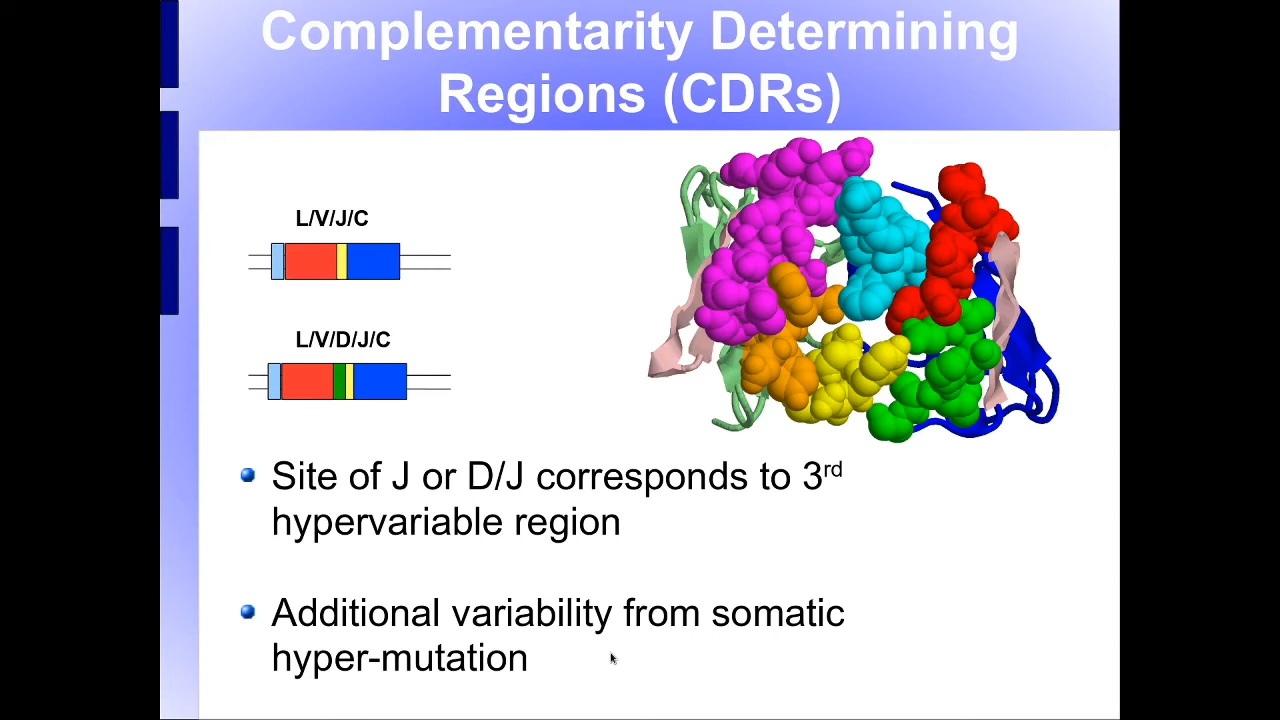 Complementarity Determining
Regions (CDRs)
L/V/J/C
L/V/D/J/C
Site of J or D/J corresponds to 3rd
hypervariable region
Additional variability from somatic
hyper-mutation